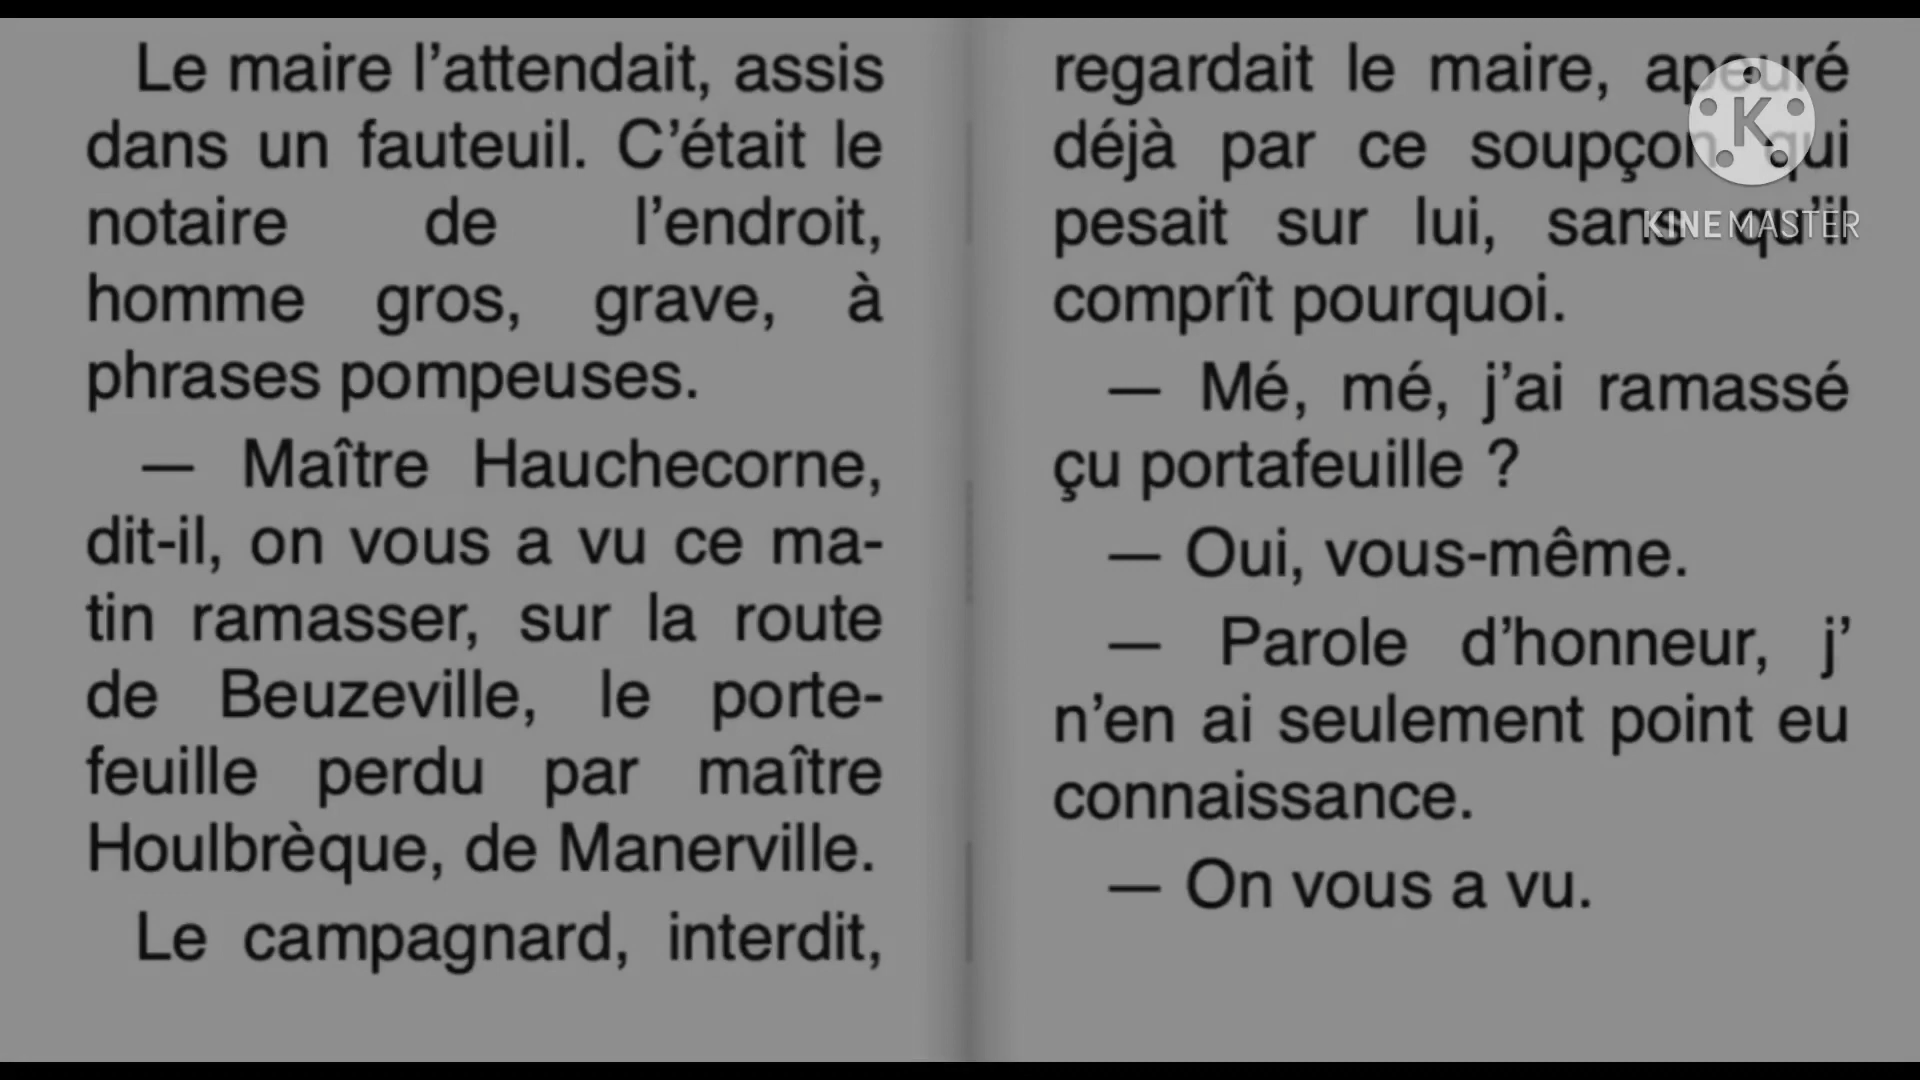 Le maire l’attendait, assis
dans un fauteuil. C’était le
notaire de l’endroit,
homme gros, grave, à
phrases pompeuses.
— Maître Hauchecorne,
dit-il, on vous a vu ce ma-
tin ramasser, sur la route
de Beuzeville, le porte-
feuille perdu par maître
Houlbrèque, de Manerville.
Le campagnard, interdit,
regardait le maire, apeuré
déjà par ce soupçon qui
pesait sur lui, sans qu’il
comprît pourquoi.
— Mé, mé, j’ai ramassé
çu portafeuille ?
— Oui, vous-même.
— Parole d’honneur, j’
n’en ai seulement point eu
connaissance.
— On vous a vu.
K
KINEMASTER